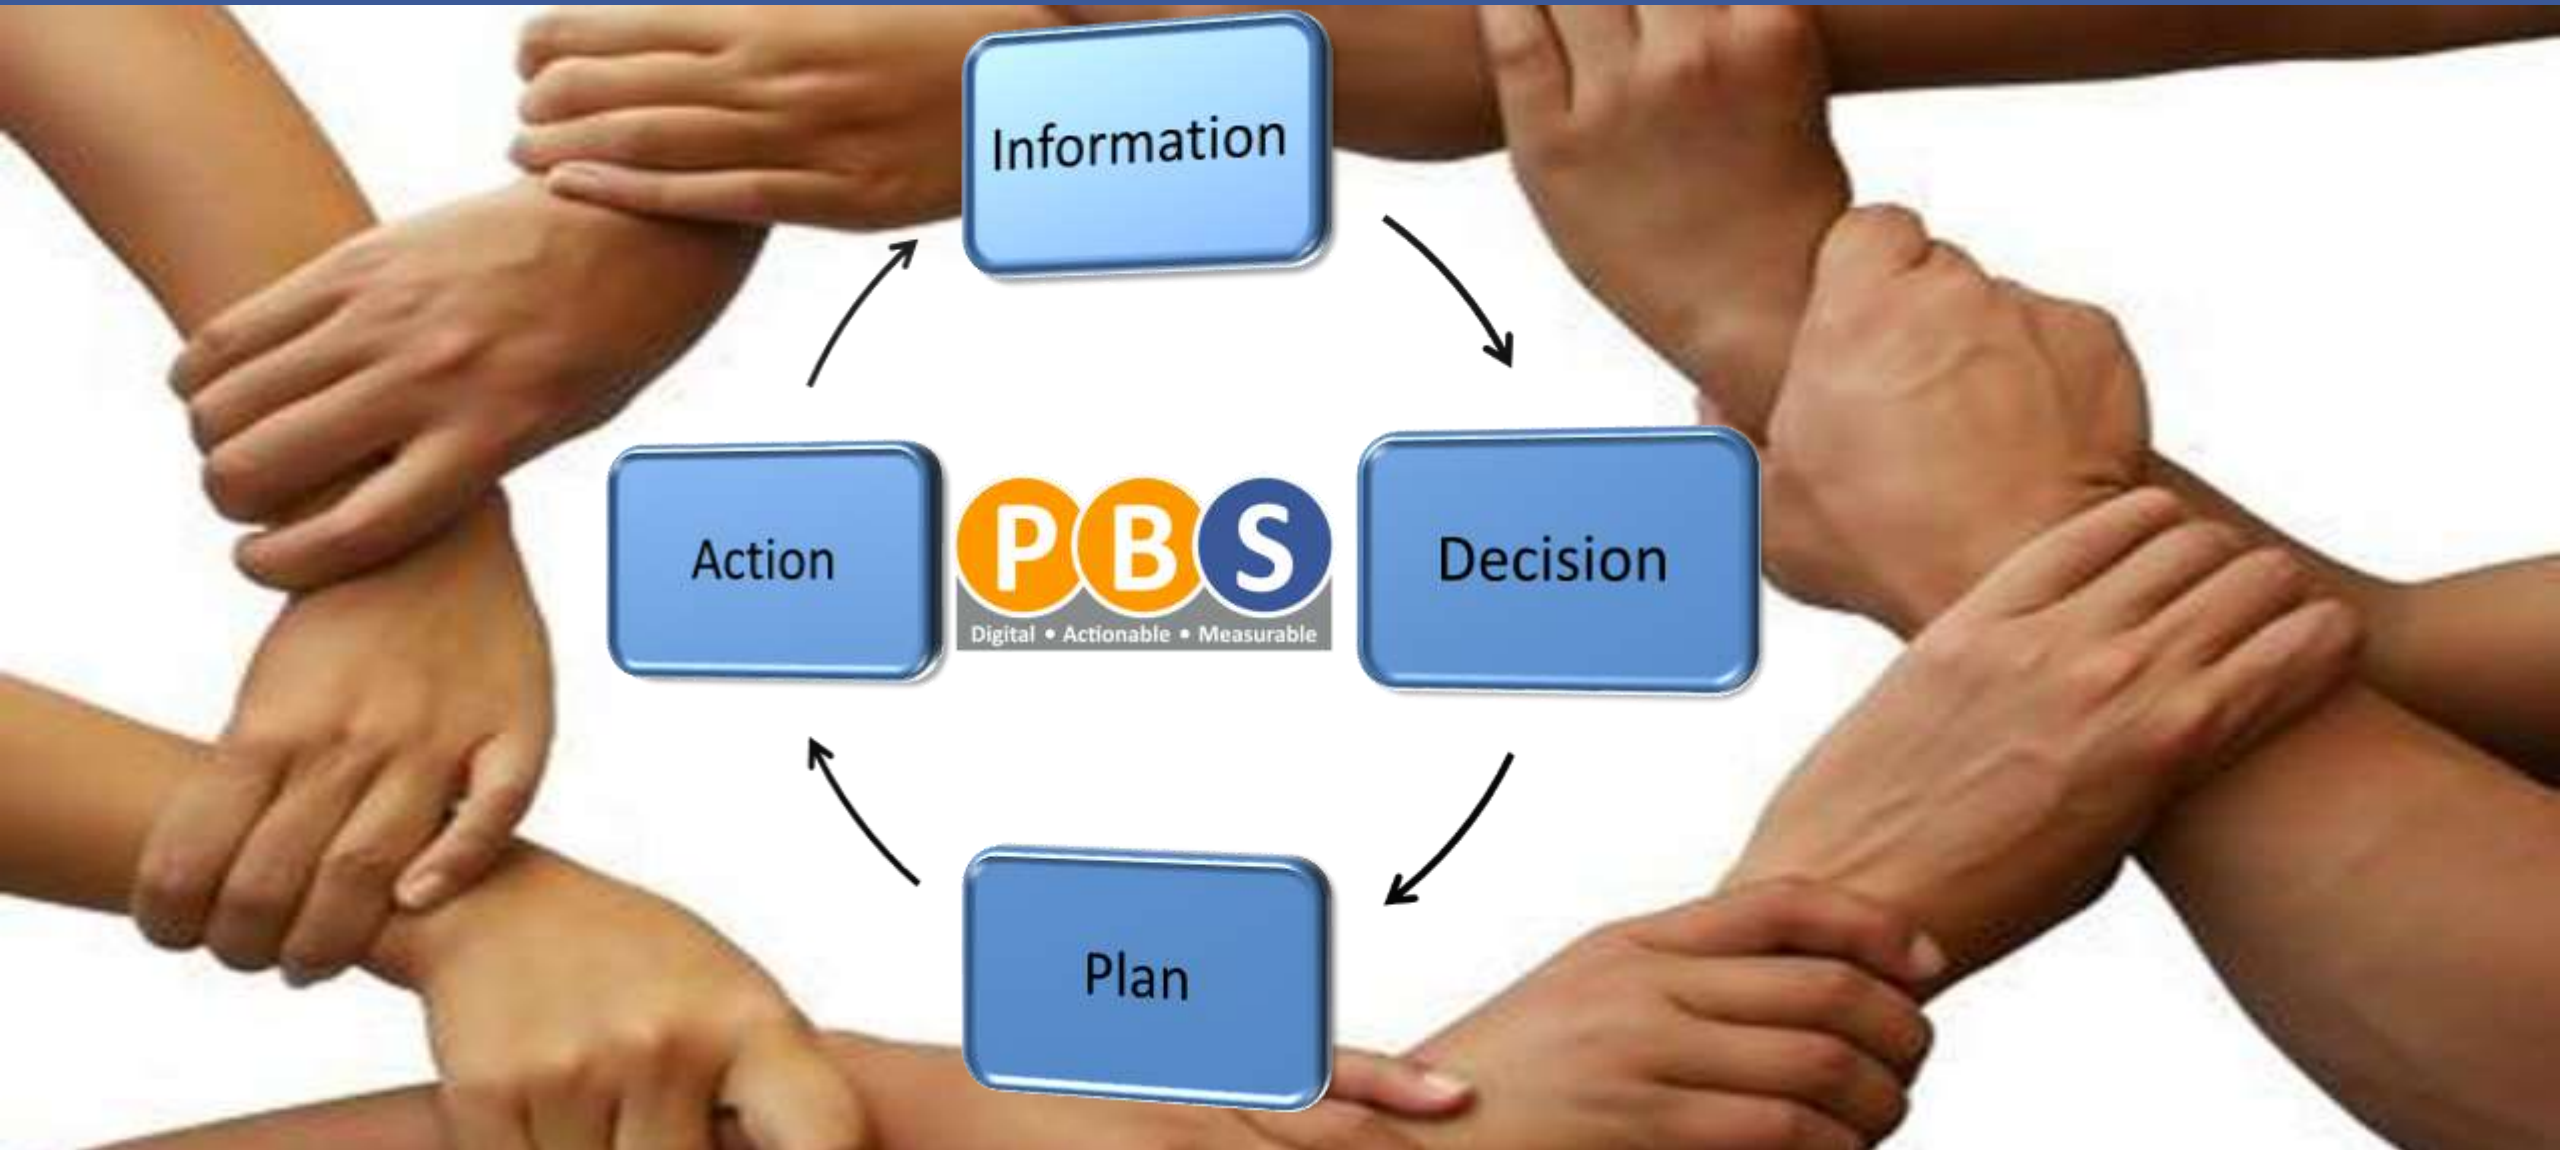 Information
Action
PBS
Digital • Actionable • Measurable
Decision
Plan